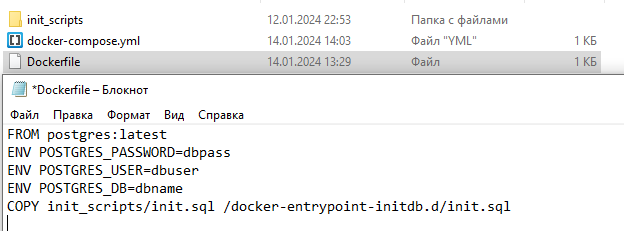 init_scripts 12.01.2024 22:53 Папка с файлами
docker-compose.yml 14.01.2024 14:03 Файл "YML" 1 КБ
Dockerfile 14.01.2024 13:29 Файл 1 КБ
*Dockerfile – Блокнот
Файл Правка Формат Вид Справка
FROM postgres:latest
ENV POSTGRES_PASSWORD=dbpass
ENV POSTGRES_USER=dbuser
ENV POSTGRES_DB=dbname
COPY init_scripts/init.sql /docker-entrypoint-initdb.d/init.sql